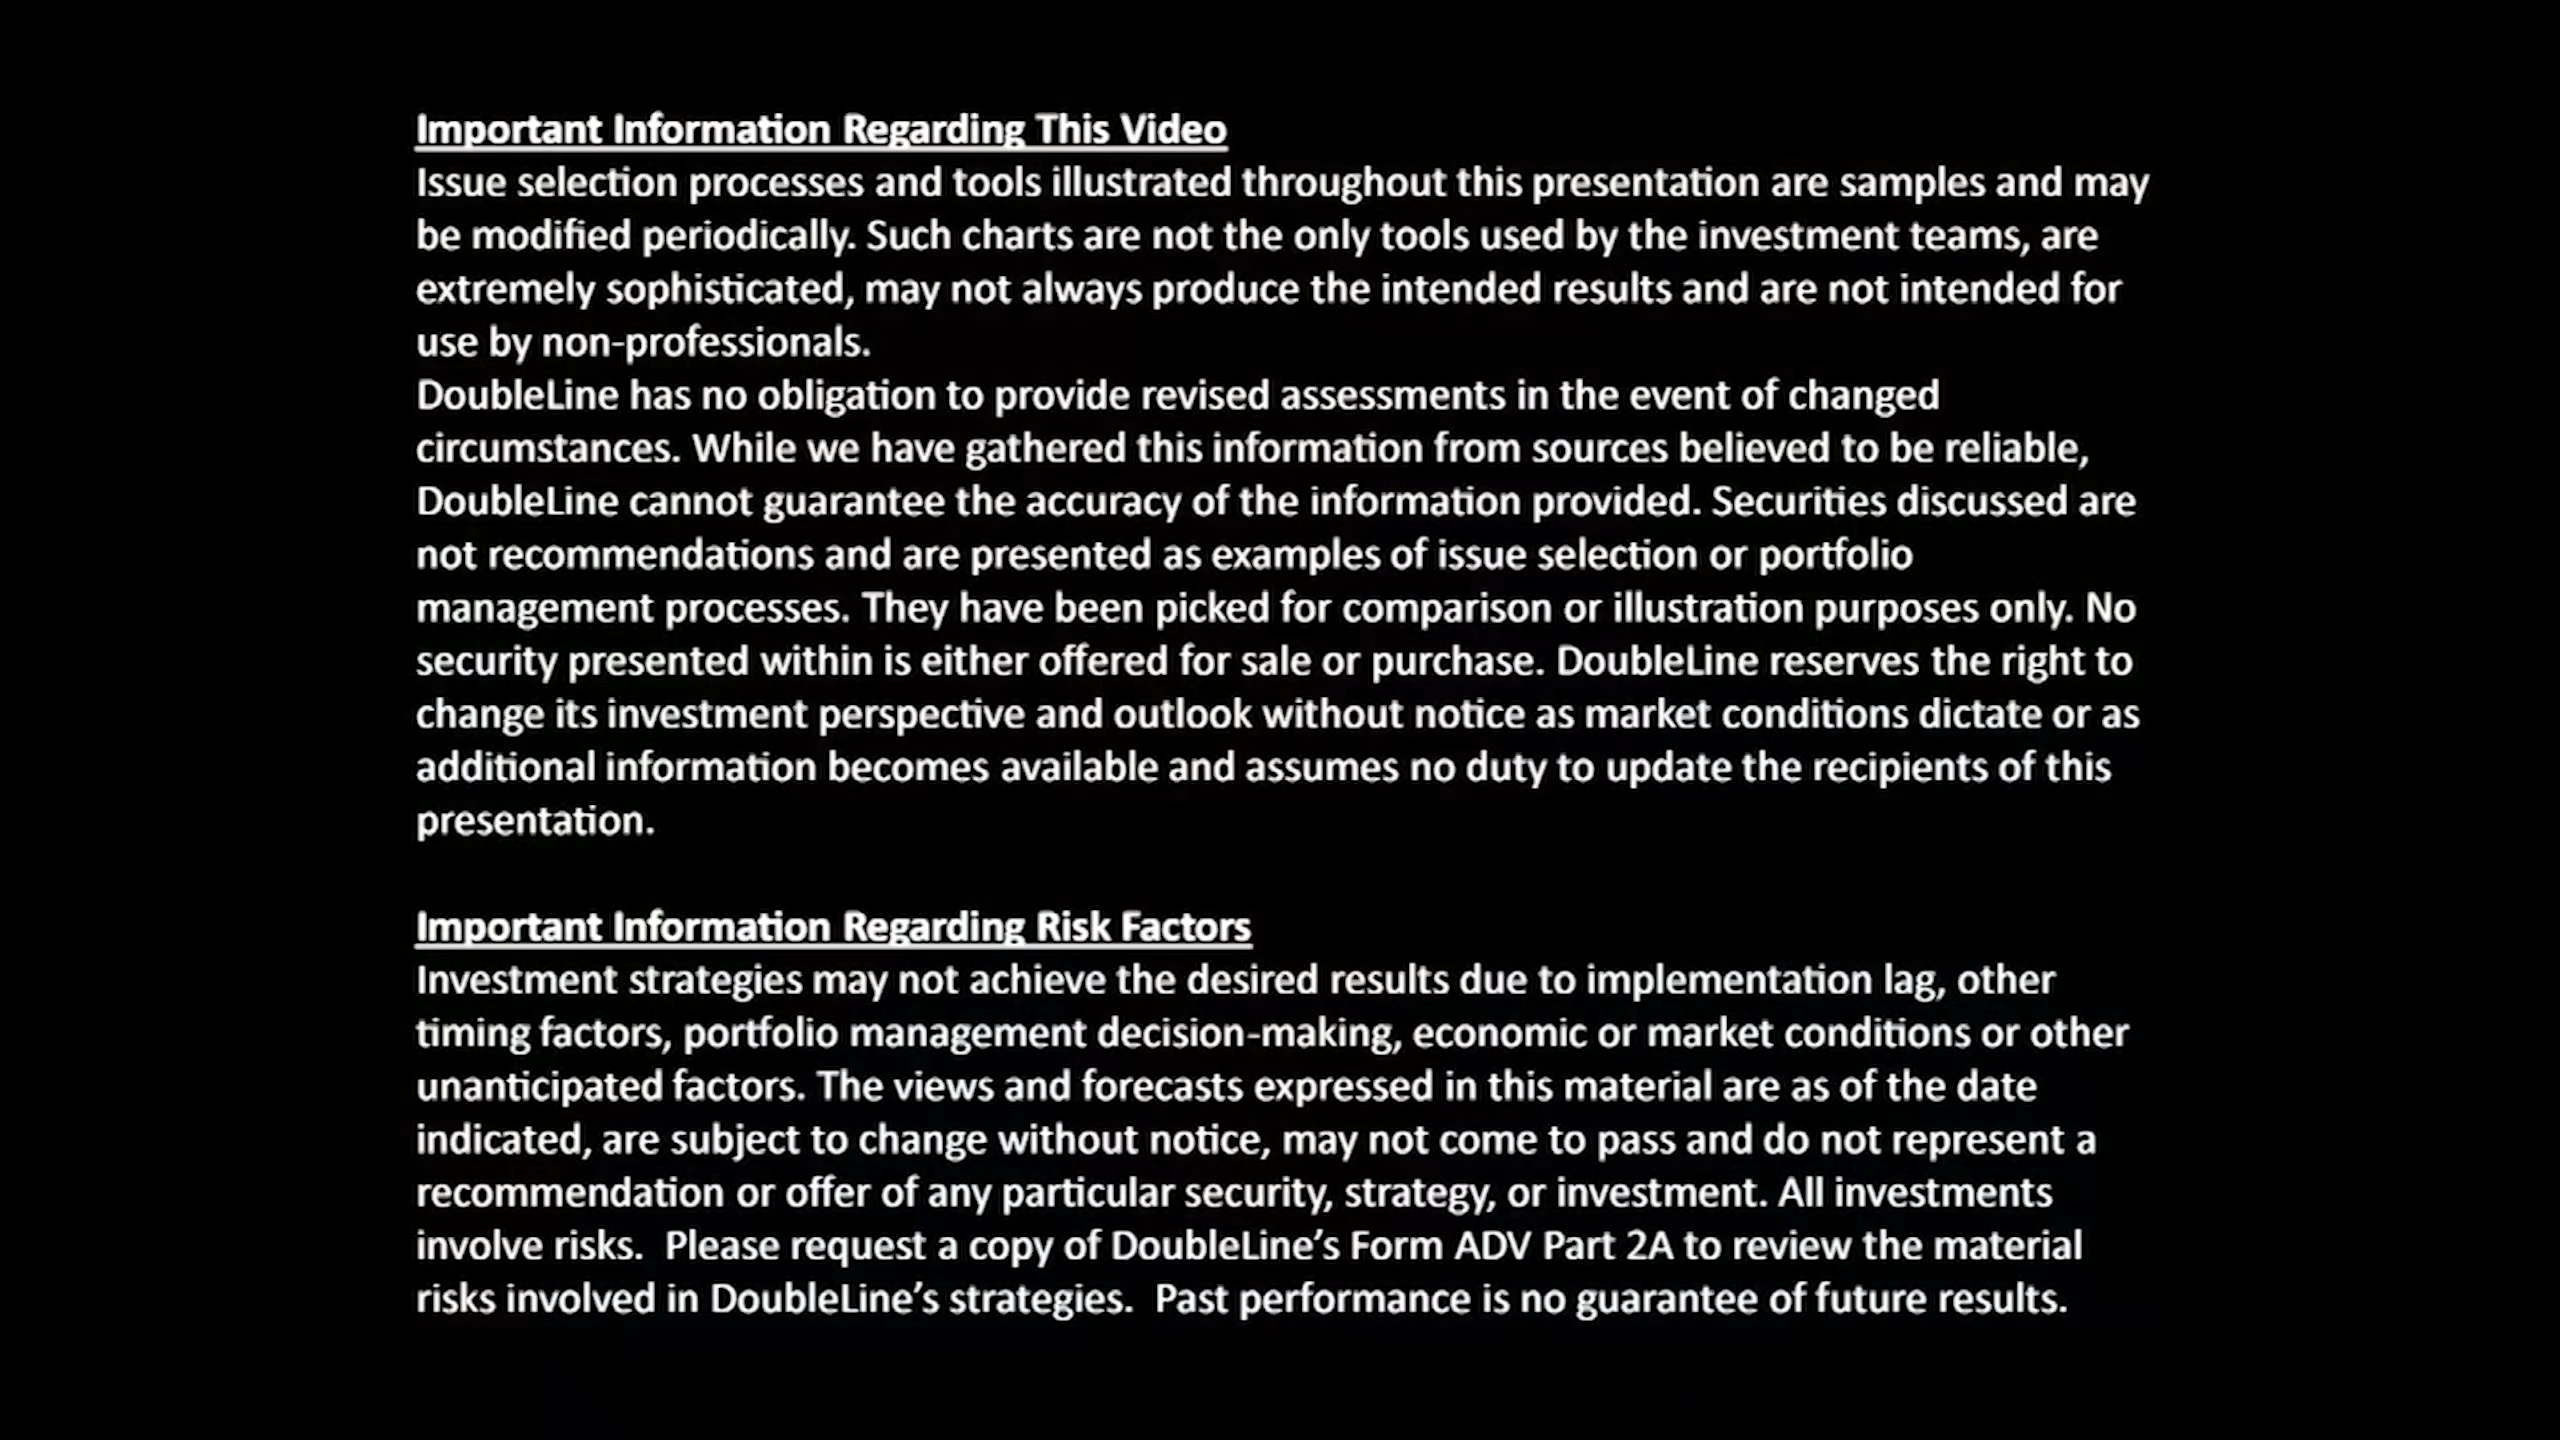 Important Information Regarding This Video
Issue selection processes and tools illustrated throughout this presentation are samples and may
be modified periodically. Such charts are not the only tools used by the investment teams, are
extremely sophisticated, may not always produce the intended results and are not intended for
use by non-professionals.
DoubleLine has no obligation to provide revised assessments in the event of changed
circumstances. While we have gathered this information from sources believed to be reliable,
DoubleLine cannot guarantee the accuracy of the information provided. Securities discussed are
not recommendations and are presented as examples of issue selection or portfolio
management processes. They have been picked for comparison or illustration purposes only. No
security presented within is either offered for sale or purchase. DoubleLine reserves the right to
change its investment perspective and outlook without notice as market conditions dictate or as
additional information becomes available and assumes no duty to update the recipients of this
presentation.
Important Information Regarding Risk Factors
Investment strategies may not achieve the desired results due to implementation lag, other
timing factors, portfolio management decision-making, economic or market conditions or other
unanticipated factors. The views and forecasts expressed in this material are as of the date
indicated, are subject to change without notice, may not come to pass and do not represent a
recommendation or offer of any particular security, strategy, or investment. All investments
involve risks.  Please request a copy of DoubleLine’s Form ADV Part 2A to review the material
risks involved in DoubleLine’s strategies.  Past performance is no guarantee of future results.